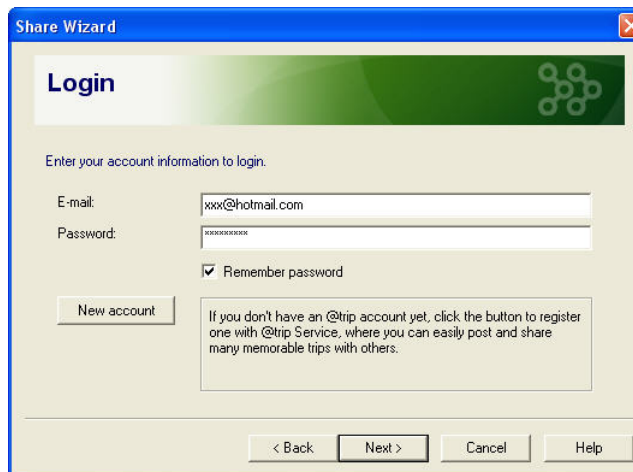 Share Wizard
Login
Enter your account information to login.
E-mail:
xxx@hotmail.com
Password:
*********
Remember password
New account
If you don't have an @trip account yet, click the button to register
one with @trip Service, where you can easily post and share
many memorable trips with others.
< Back
Next >
Cancel
Help